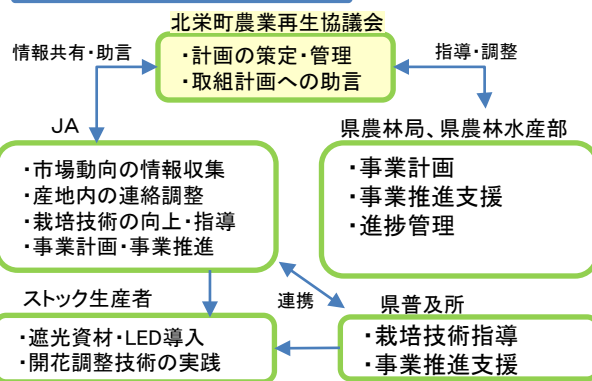 北栄町農業再生協議会
情報共有・助言
・計画の策定・管理
・取組計画への助言
指導・調整
JA
・市場動向の情報収集
・産地内の連絡調整
・栽培技術の向上・指導
・事業計画・事業推進
県農林局、県農林水産部
・事業計画
・事業推進支援
・進捗管理
ストック生産者
・遮光資材・LED導入
・開花調整技術の実践
連携
県普及所
・栽培技術指導
・事業推進支援